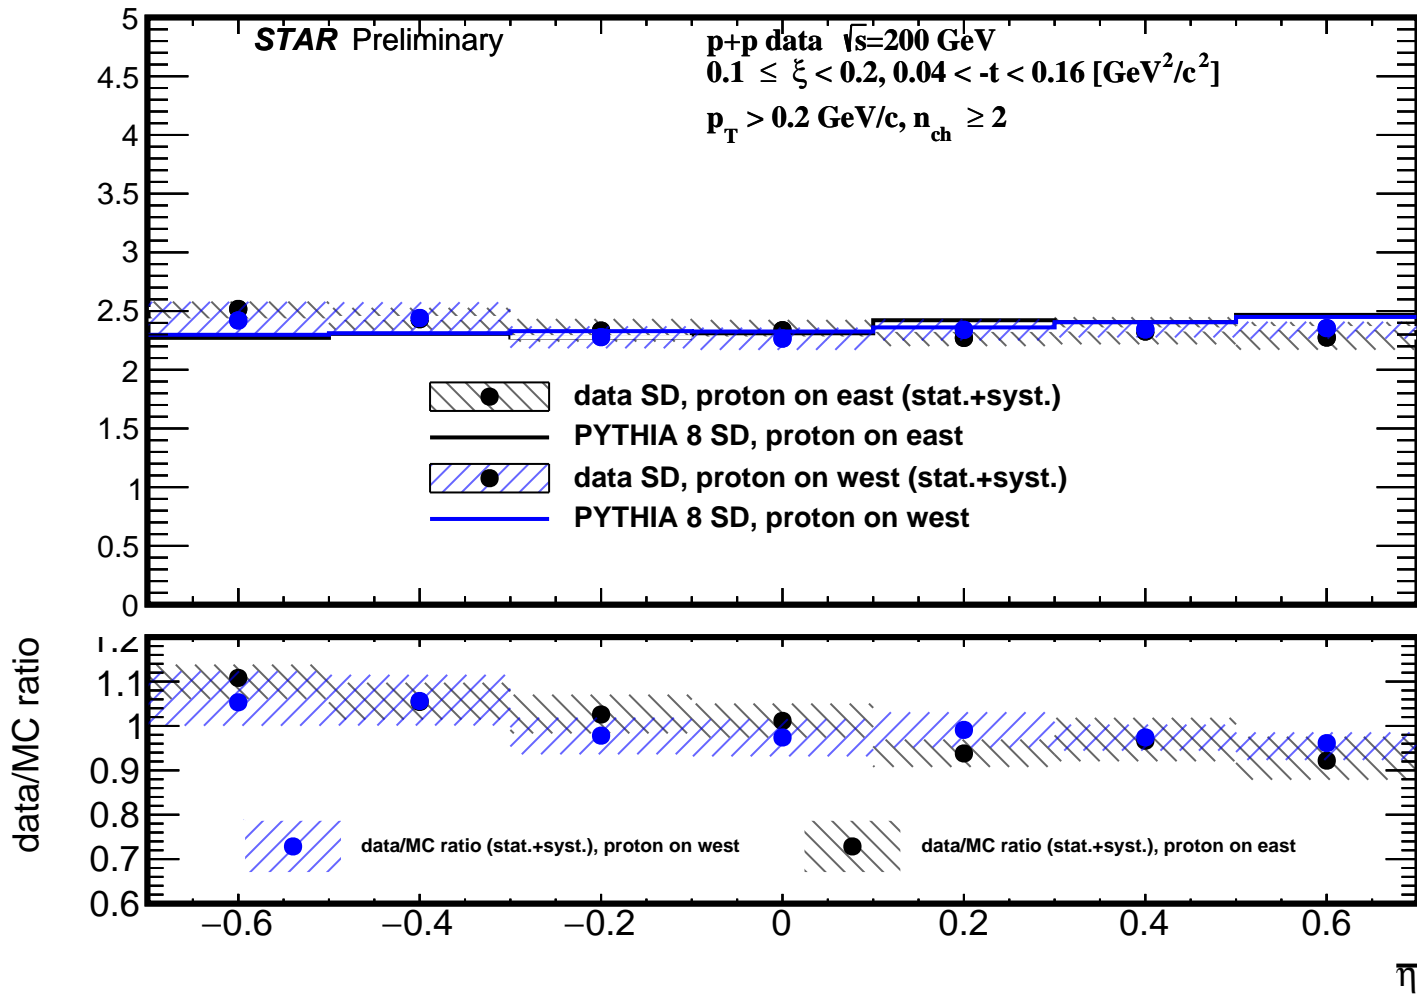 STAR Preliminary
p+p data √s=200 GeV
0.1 ≤ ξ < 0.2, 0.04 < -t < 0.16 [GeV²/c²]
p_T > 0.2 GeV/c, n_ch ≥ 2
5
4.5
4
3.5
3
2.5
2
1.5
1
0.5
0
data SD, proton on east (stat.+syst.)
PYTHIA 8 SD, proton on east
data SD, proton on west (stat.+syst.)
PYTHIA 8 SD, proton on west
data/MC ratio
1.2
1.1
1
0.9
0.8
0.7
0.6
data/MC ratio (stat.+syst.), proton on west
data/MC ratio (stat.+syst.), proton on east
−0.6 −0.4 −0.2 0 0.2 0.4 0.6
η̅